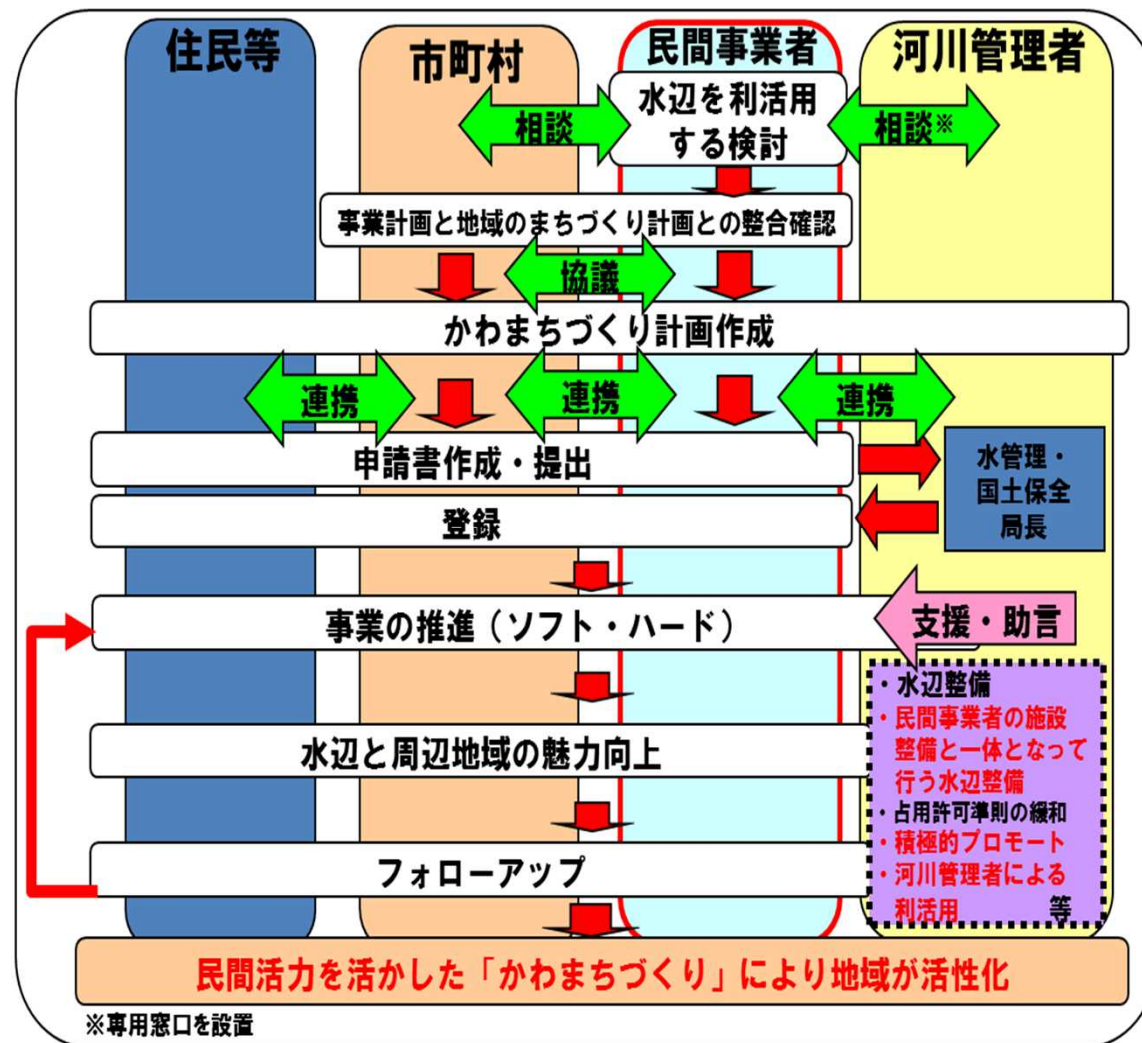 住民等
市町村
民間事業者
河川管理者
水辺を利活用
する検討
相談
相談※
事業計画と地域のまちづくり計画との整合確認
協議
かわまちづくり計画作成
連携
連携
連携
申請書作成・提出
水管理・
国土保全
局長
登録
事業の推進（ソフト・ハード）
支援・助言
・水辺整備
・民間事業者の施設
整備と一体となって
行う水辺整備
・占用許可準則の緩和
・積極的プロモート
・河川管理者による
利活用 等
水辺と周辺地域の魅力向上
フォローアップ
民間活力を活かした「かわまちづくり」により地域が活性化
※専用窓口を設置